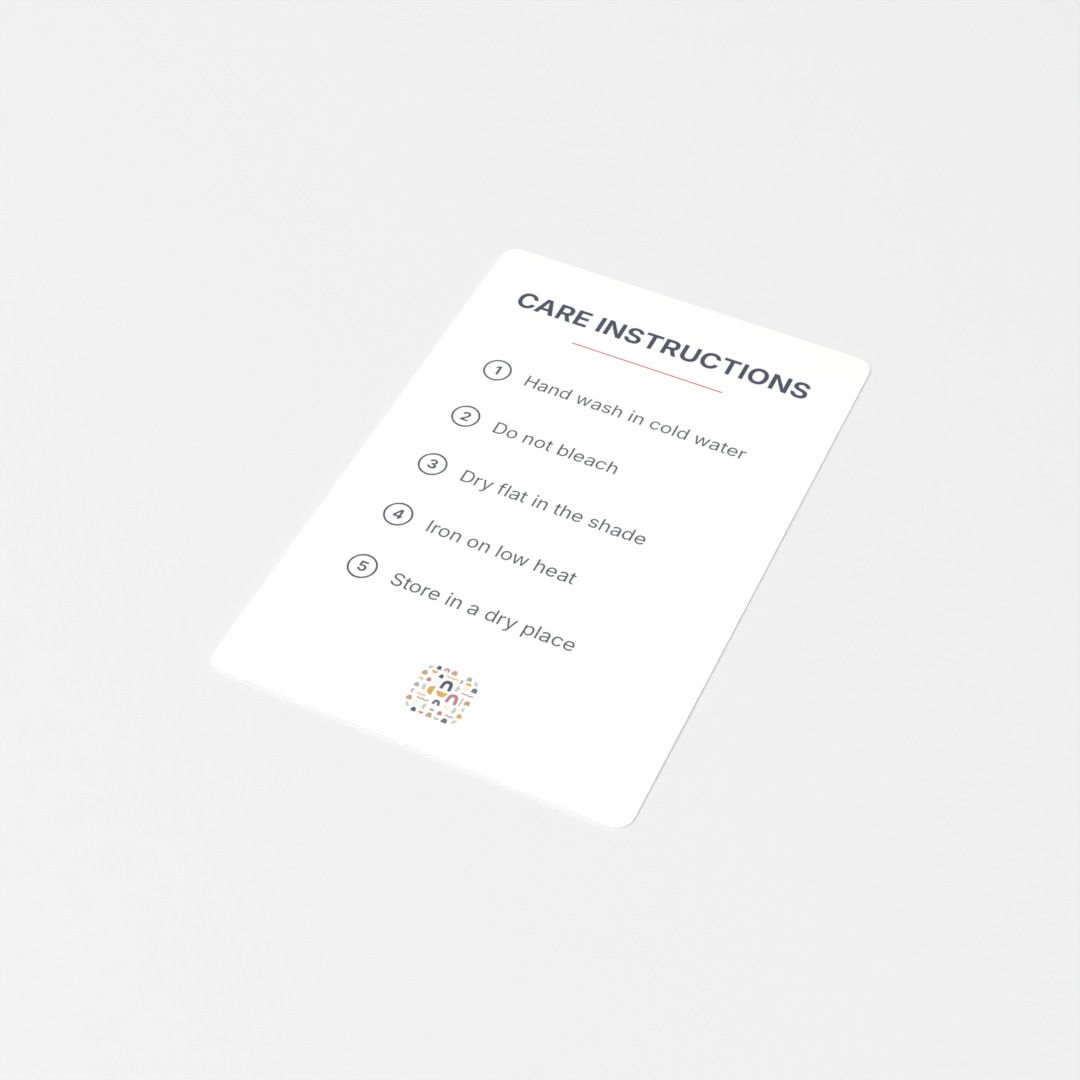 CARE INSTRUCTIONS
1 Hand wash in cold water
2 Do not bleach
3 Dry flat in the shade
4 Iron on low heat
5 Store in a dry place